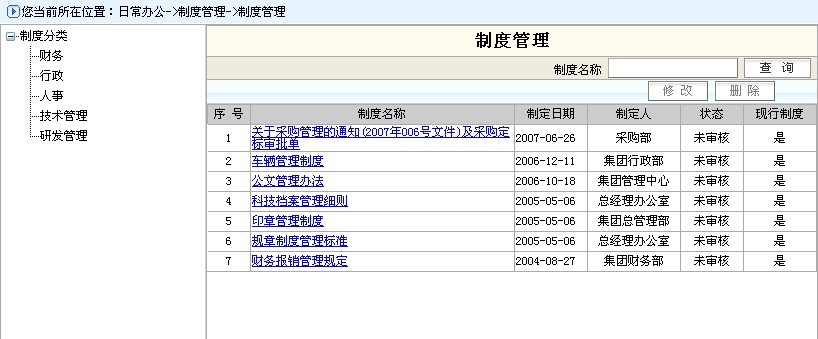 您当前所在位置：日常办公->制度管理->制度管理
制度分类
财务
行政
人事
技术管理
研发管理
制度管理
制度名称 查 询
修 改 删 除
序 号 制度名称 制定日期 制定人 状态 现行制度
1 关于采购管理的通知(2007年006号文件)及采购定标审批单 2007-06-26 采购部 未审核 是
2 车辆管理制度 2006-12-11 集团行政部 未审核 是
3 公文管理办法 2006-10-18 集团管理中心 未审核 是
4 科技档案管理细则 2005-05-06 总经理办公室 未审核 是
5 印章管理制度 2005-05-06 集团总管理部 未审核 是
6 规章制度管理标准 2005-05-06 总经理办公室 未审核 是
7 财务报销管理规定 2004-08-27 集团财务部 未审核 是